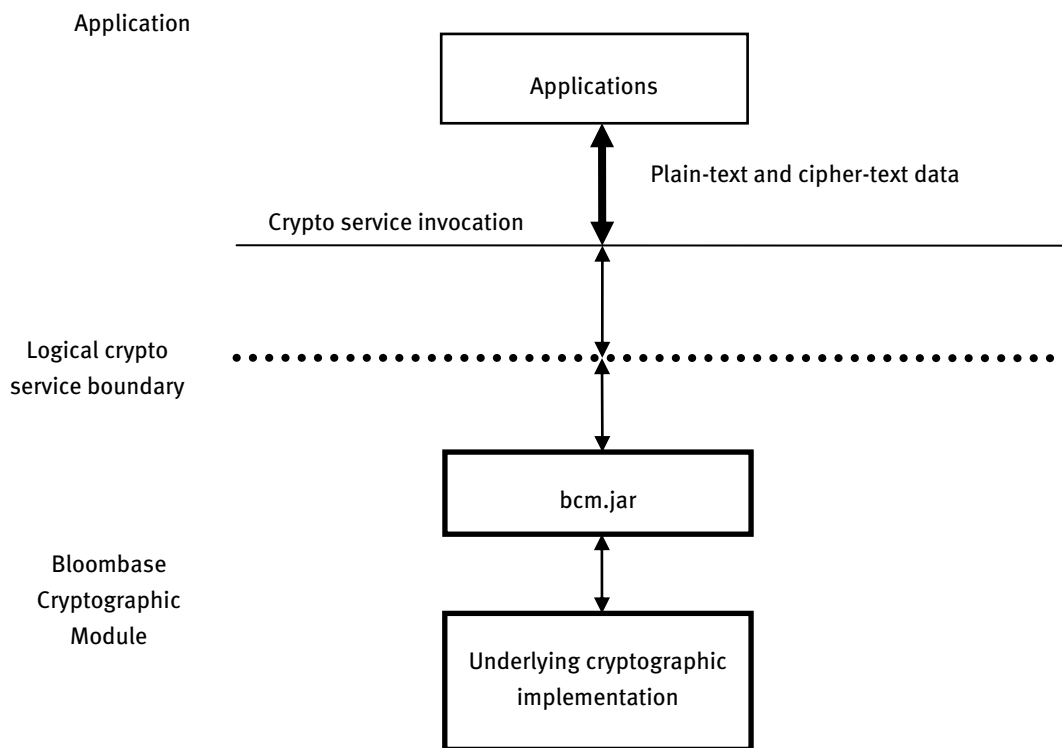 Application
Applications
Plain-text and cipher-text data
Crypto service invocation
Logical crypto
service boundary
bcm.jar
Bloombase
Cryptographic
Module
Underlying cryptographic
implementation